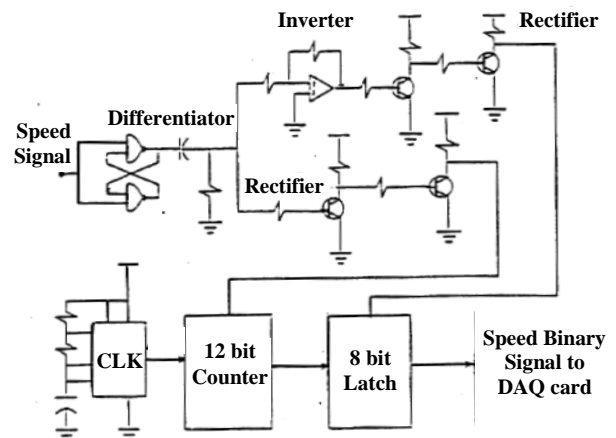 Inverter
Rectifier
Differentiator
Speed
Signal
Rectifier
CLK
12 bit
Counter
8 bit
Latch
Speed Binary
Signal to
DAQ card